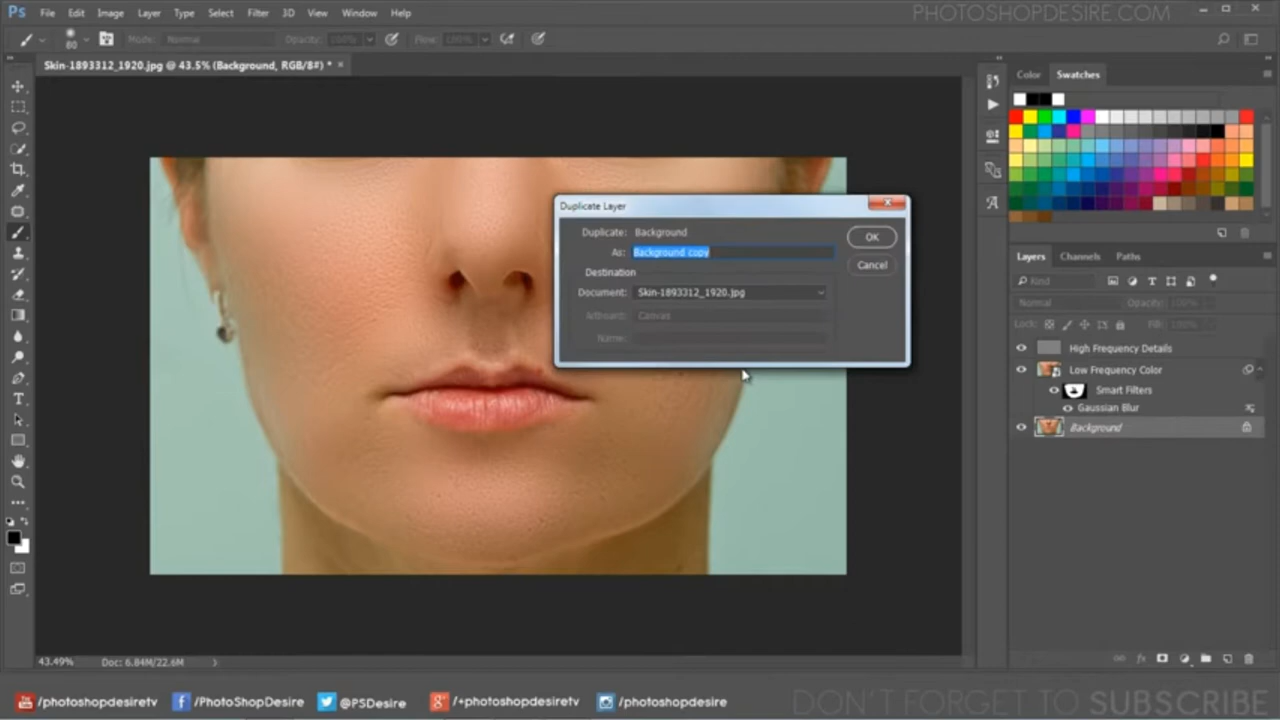 Ps File Edit Image Layer Type Select Filter 3D View Window Help
PHOTOSHOPDESIRE.COM
80 Mode: Normal Opacity: 100% Flow: 100%
Skin-1893312_1920.jpg @ 43.5% (Background, RGB/8#) * ×
Color Swatches
Duplicate Layer
Duplicate: Background
OK
As: Background copy
Cancel
Destination
Document: Skin-1893312_1920.jpg
Artboard: Canvas
Name:
Layers Channels Paths
Kind
Normal Opacity: 100%
Lock: Fill: 100%
High Frequency Details
Low Frequency Color
Smart Filters
Gaussian Blur
Background
43.49% Doc: 6.84M/22.6M
You Tube /photoshopdesiretv f /PhotoShopDesire @PSDesire g+ /+photoshopdesiretv /photoshopdesire
DON'T FORGET TO SUBSCRIBE